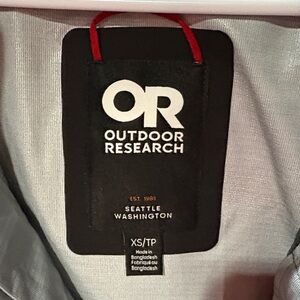 OR
OUTDOOR
RESEARCH
EST. 1981
SEATTLE
WASHINGTON
XS/TP
Made in
Bangladesh
Fabriqué au
Bangladesh